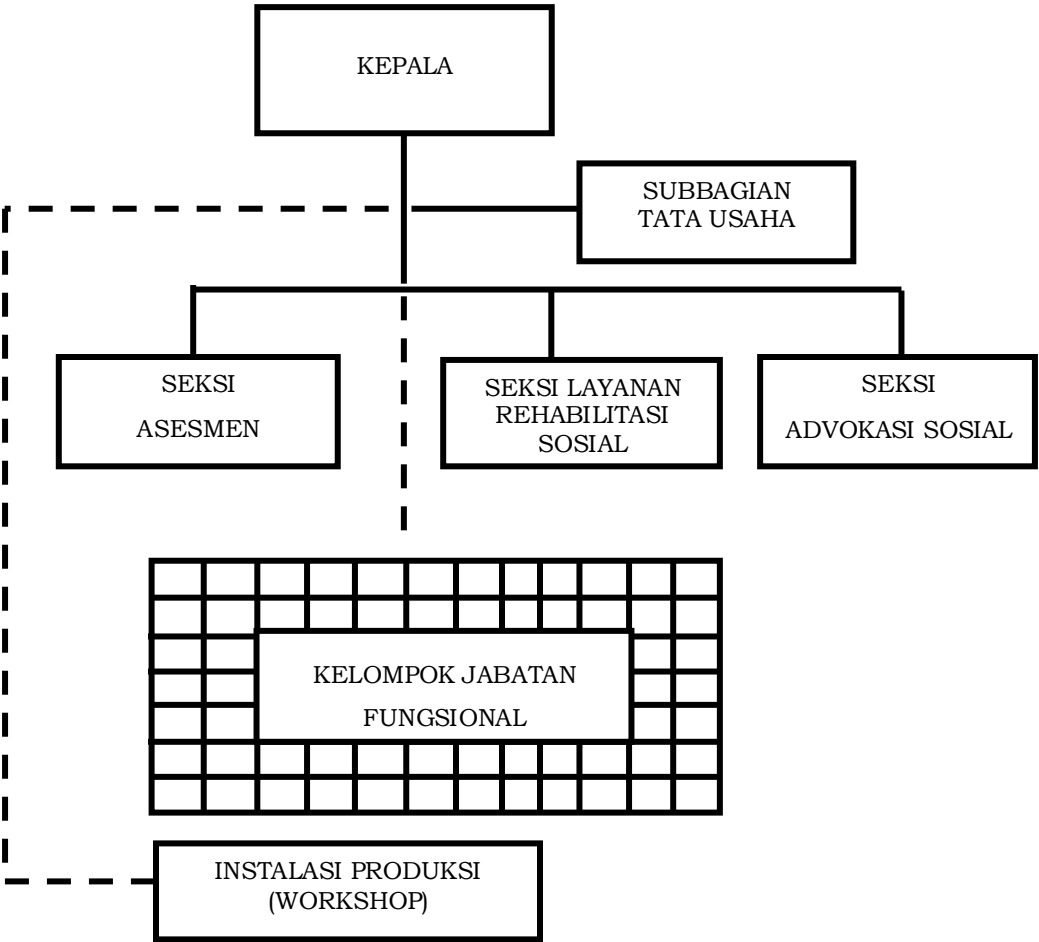 KEPALA
SUBBAGIAN
TATA USAHA
SEKSI
ASESMEN
SEKSI LAYANAN
REHABILITASI
SOSIAL
SEKSI
ADVOKASI SOSIAL
KELOMPOK JABATAN
FUNGSIONAL
INSTALASI PRODUKSI
(WORKSHOP)